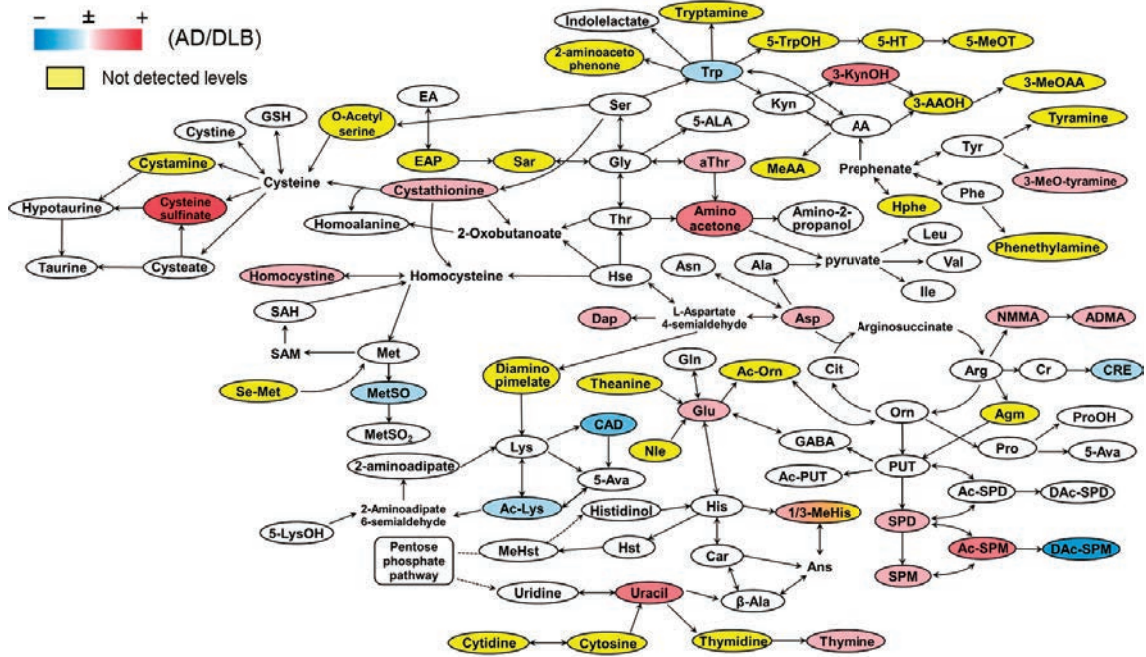 − ± +
(AD/DLB)
Not detected levels
Indolelactate
Tryptamine
2-aminoaceto
phenone
Trp
5-TrpOH
5-HT
5-MeOT
3-KynOH
3-MeOAA
Kyn
3-AAOH
AA
EA
Ser
O-Acetyl
serine
GSH
Cystine
5-ALA
Tyramine
Tyr
Cystamine
EAP
Sar
Gly
aThr
MeAA
Prephenate
3-MeO-tyramine
Cysteine
Cystathionine
Phe
Hypotaurine
Cysteine
sulfinate
Homoalanine
2-Oxobutanoate
Thr
Amino
acetone
Amino-2-
propanol
Hphe
Leu
Phenethylamine
Taurine
Cysteate
Homocystine
Homocysteine
Hse
Asn
Ala
pyruvate
Val
Ile
SAH
Dap
L-Aspartate
4-semialdehyde
Asp
Arginosuccinate
NMMA
ADMA
SAM
Met
Gln
Cit
Arg
Cr
CRE
Se-Met
MetSO
Diamino
pimelate
Theanine
Ac-Orn
Glu
Orn
Agm
ProOH
MetSO2
CAD
Nle
GABA
Pro
5-Ava
2-aminoadipate
Lys
5-Ava
Ac-PUT
PUT
Ac-SPD
DAc-SPD
5-LysOH
2-Aminoadipate
6-semialdehyde
Ac-Lys
Histidinol
His
1/3-MeHis
SPD
Pentose
phosphate
pathway
MeHst
Hst
Car
Ans
Ac-SPM
DAc-SPM
SPM
Uridine
Uracil
β-Ala
Cytidine
Cytosine
Thymidine
Thymine